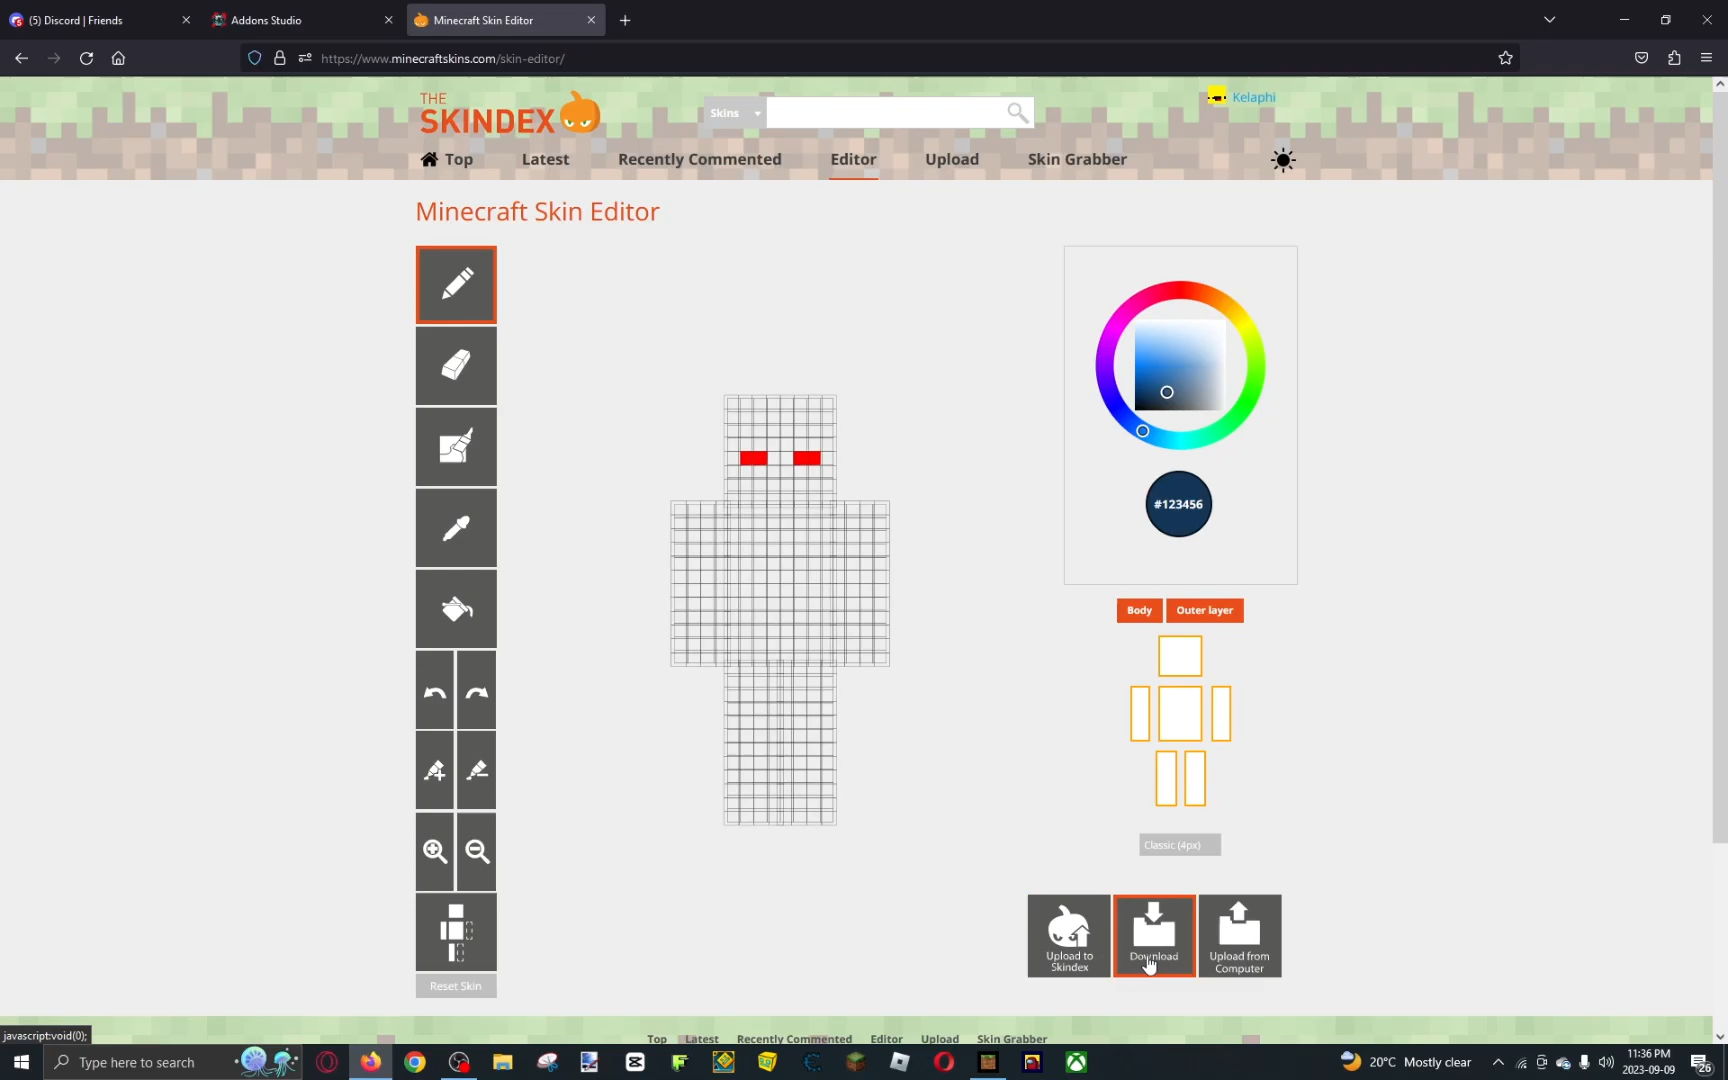 (5) Discord | Friends
Addons Studio
Minecraft Skin Editor
https://www.minecraftskins.com/skin-editor/
THE
SKINDEX
Skins
Kelaphi
Top
Latest
Recently Commented
Editor
Upload
Skin Grabber
Minecraft Skin Editor
#123456
Body
Outer layer
Classic (4px)
Upload to
Skindex
Download
Upload from
Computer
Reset Skin
javascript:void(0);
Top
Latest
Recently Commented
Editor
Upload
Skin Grabber
Type here to search
20°C Mostly clear
11:36 PM
2023-09-09
26